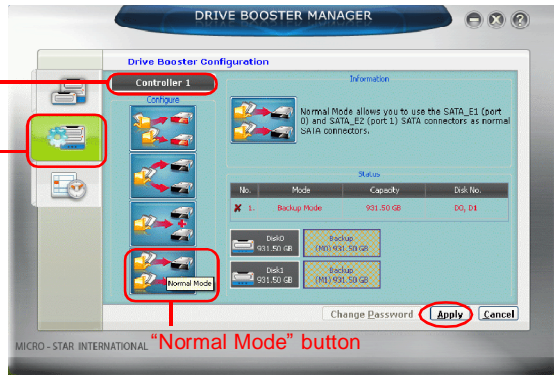 DRIVE BOOSTER MANAGER
Drive Booster Configuration
Controller 1
Configure
Normal Mode
Information
Normal Mode allows you to use the SATA_E1 (port
0) and SATA_E2 (port 1) SATA connectors as normal
SATA connectors.
Status
No. Mode Capacity Disk No.
1. Backup Mode 931.50 GB D0, D1
Disk0
931.50 GB
Backup
(M0) 931.50 GB
Disk1
931.50 GB
Backup
(M1) 931.50 GB
Change Password Apply Cancel
MICRO-STAR INTERNATIONAL
"Normal Mode" button